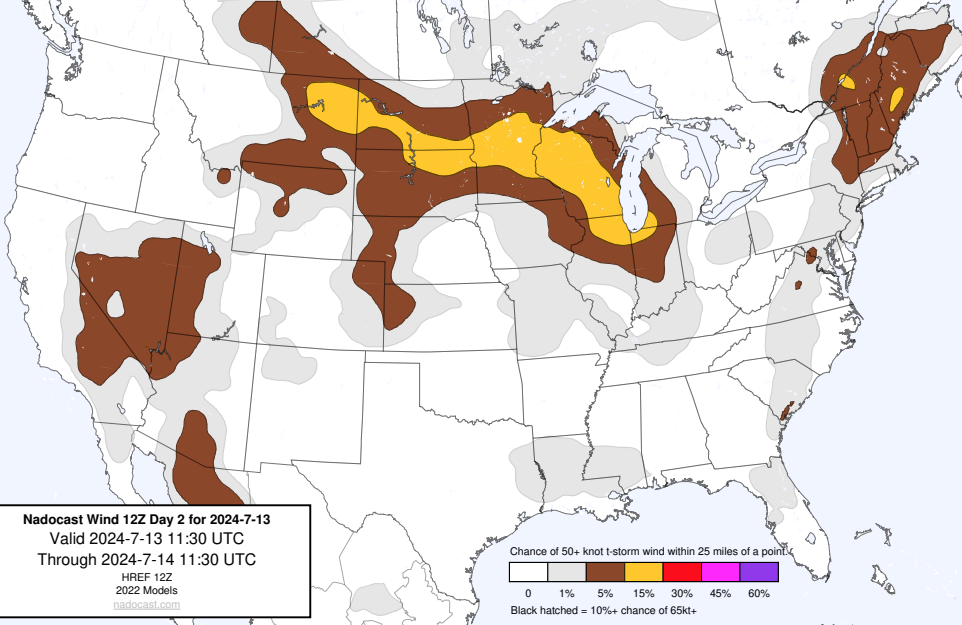 Nadocast Wind 12Z Day 2 for 2024-7-13
Valid 2024-7-13 11:30 UTC
Through 2024-7-14 11:30 UTC
HREF 12Z
2022 Models
nadocast.com
Chance of 50+ knot t-storm wind within 25 miles of a point.
0 1% 5% 15% 30% 45% 60%
Black hatched = 10%+ chance of 65kt+